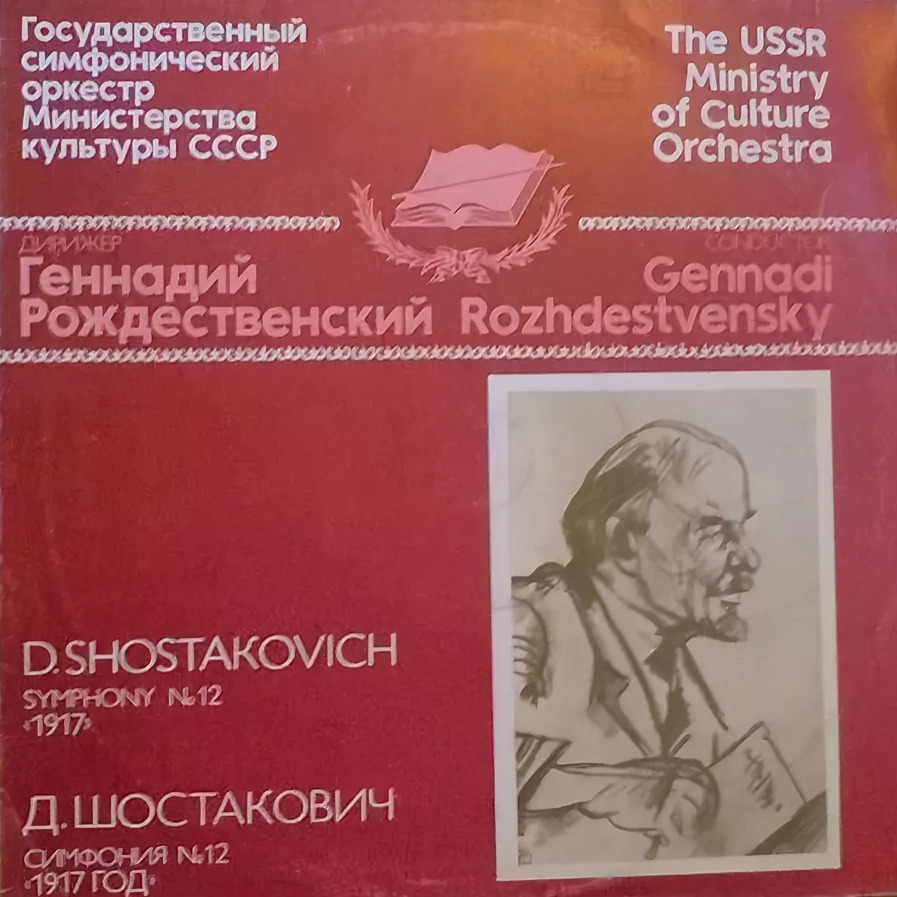 Государственный
симфонический
оркестр
Министерства
культуры СССР
The USSR
Ministry
of Culture
Orchestra
ДИРИЖЕР
Геннадий
Рождественский
CONDUCTOR
Gennadi
Rozhdestvensky
D. SHOSTAKOVICH
SYMPHONY №12
«1917»
Д. ШОСТАКОВИЧ
СИМФОНИЯ №12
«1917 ГОД»